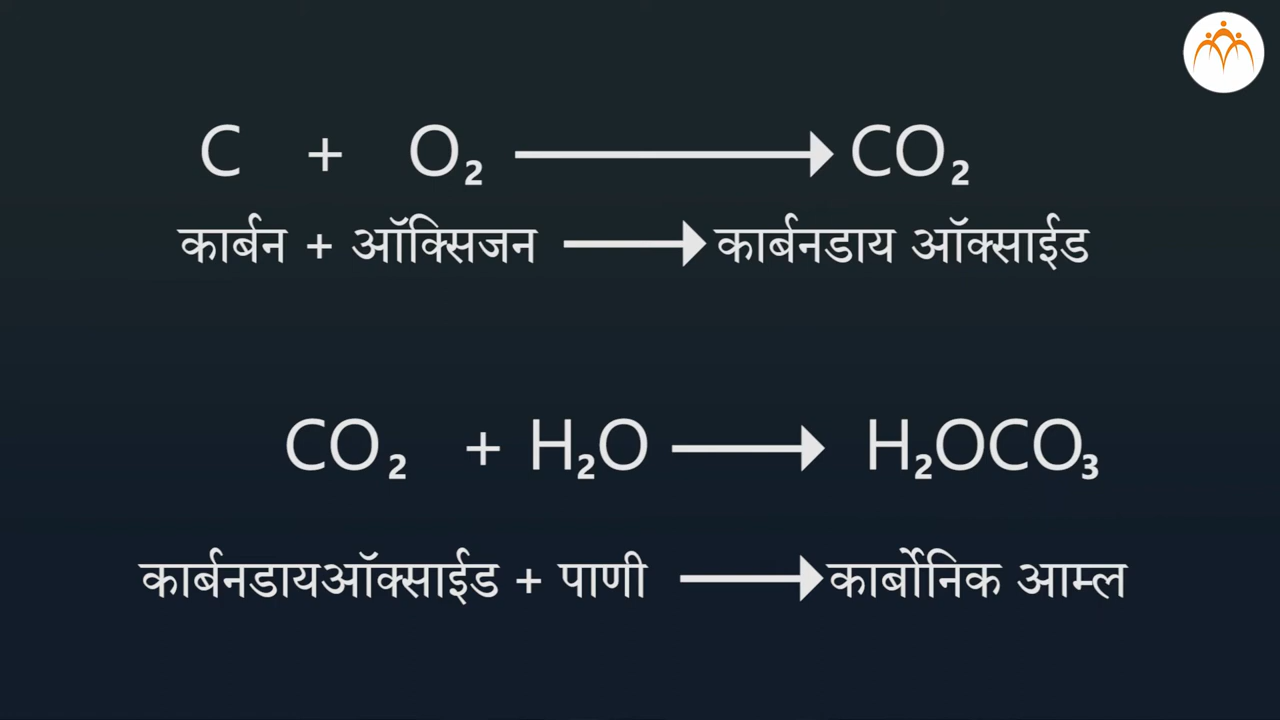 C + O₂ ⟶ CO₂
कार्बन + ऑक्सिजन ⟶ कार्बनडाय ऑक्साईड
CO₂ + H₂O ⟶ H₂OCO₃
कार्बनडायऑक्साईड + पाणी ⟶ कार्बोनिक आम्ल